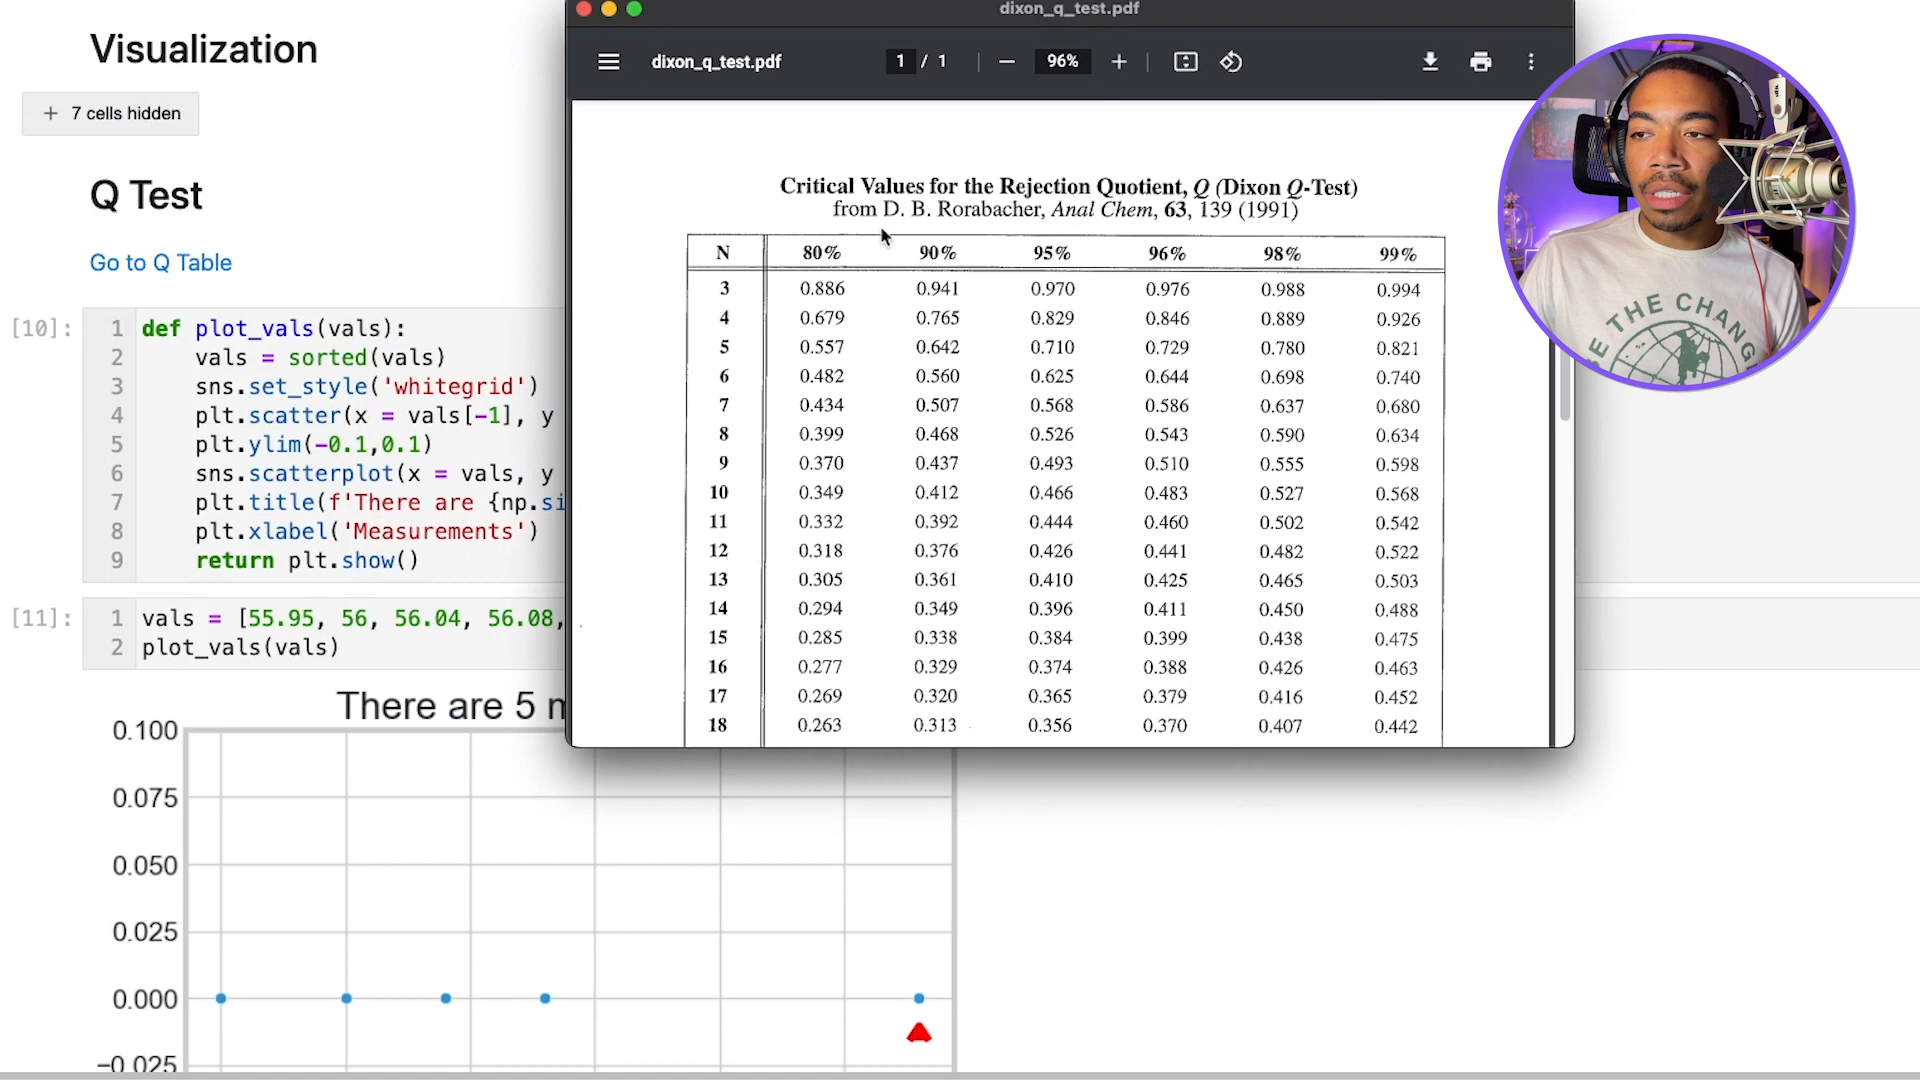 Visualization
+ 7 cells hidden
Q Test
Go to Q Table
[10]:
1 def plot_vals(vals):
2 vals = sorted(vals)
3 sns.set_style('whitegrid')
4 plt.scatter(x = vals[-1], y
5 plt.ylim(-0.1,0.1)
6 sns.scatterplot(x = vals, y
7 plt.title(f'There are {np.si
8 plt.xlabel('Measurements')
9 return plt.show()
[11]:
1 vals = [55.95, 56, 56.04, 56.08,
2 plot_vals(vals)
There are 5 m
0.100
0.075
0.050
0.025
0.000
-0.025
dixon_q_test.pdf
dixon_q_test.pdf
1 / 1
96%
Critical Values for the Rejection Quotient, Q (Dixon Q-Test)
from D. B. Rorabacher, Anal Chem, 63, 139 (1991)
N 80% 90% 95% 96% 98% 99%
3 0.886 0.941 0.970 0.976 0.988 0.994
4 0.679 0.765 0.829 0.846 0.889 0.926
5 0.557 0.642 0.710 0.729 0.780 0.821
6 0.482 0.560 0.625 0.644 0.698 0.740
7 0.434 0.507 0.568 0.586 0.637 0.680
8 0.399 0.468 0.526 0.543 0.590 0.634
9 0.370 0.437 0.493 0.510 0.555 0.598
10 0.349 0.412 0.466 0.483 0.527 0.568
11 0.332 0.392 0.444 0.460 0.502 0.542
12 0.318 0.376 0.426 0.441 0.482 0.522
13 0.305 0.361 0.410 0.425 0.465 0.503
14 0.294 0.349 0.396 0.411 0.450 0.488
15 0.285 0.338 0.384 0.399 0.438 0.475
16 0.277 0.329 0.374 0.388 0.426 0.463
17 0.269 0.320 0.365 0.379 0.416 0.452
18 0.263 0.313 0.356 0.370 0.407 0.442
E THE CHANG